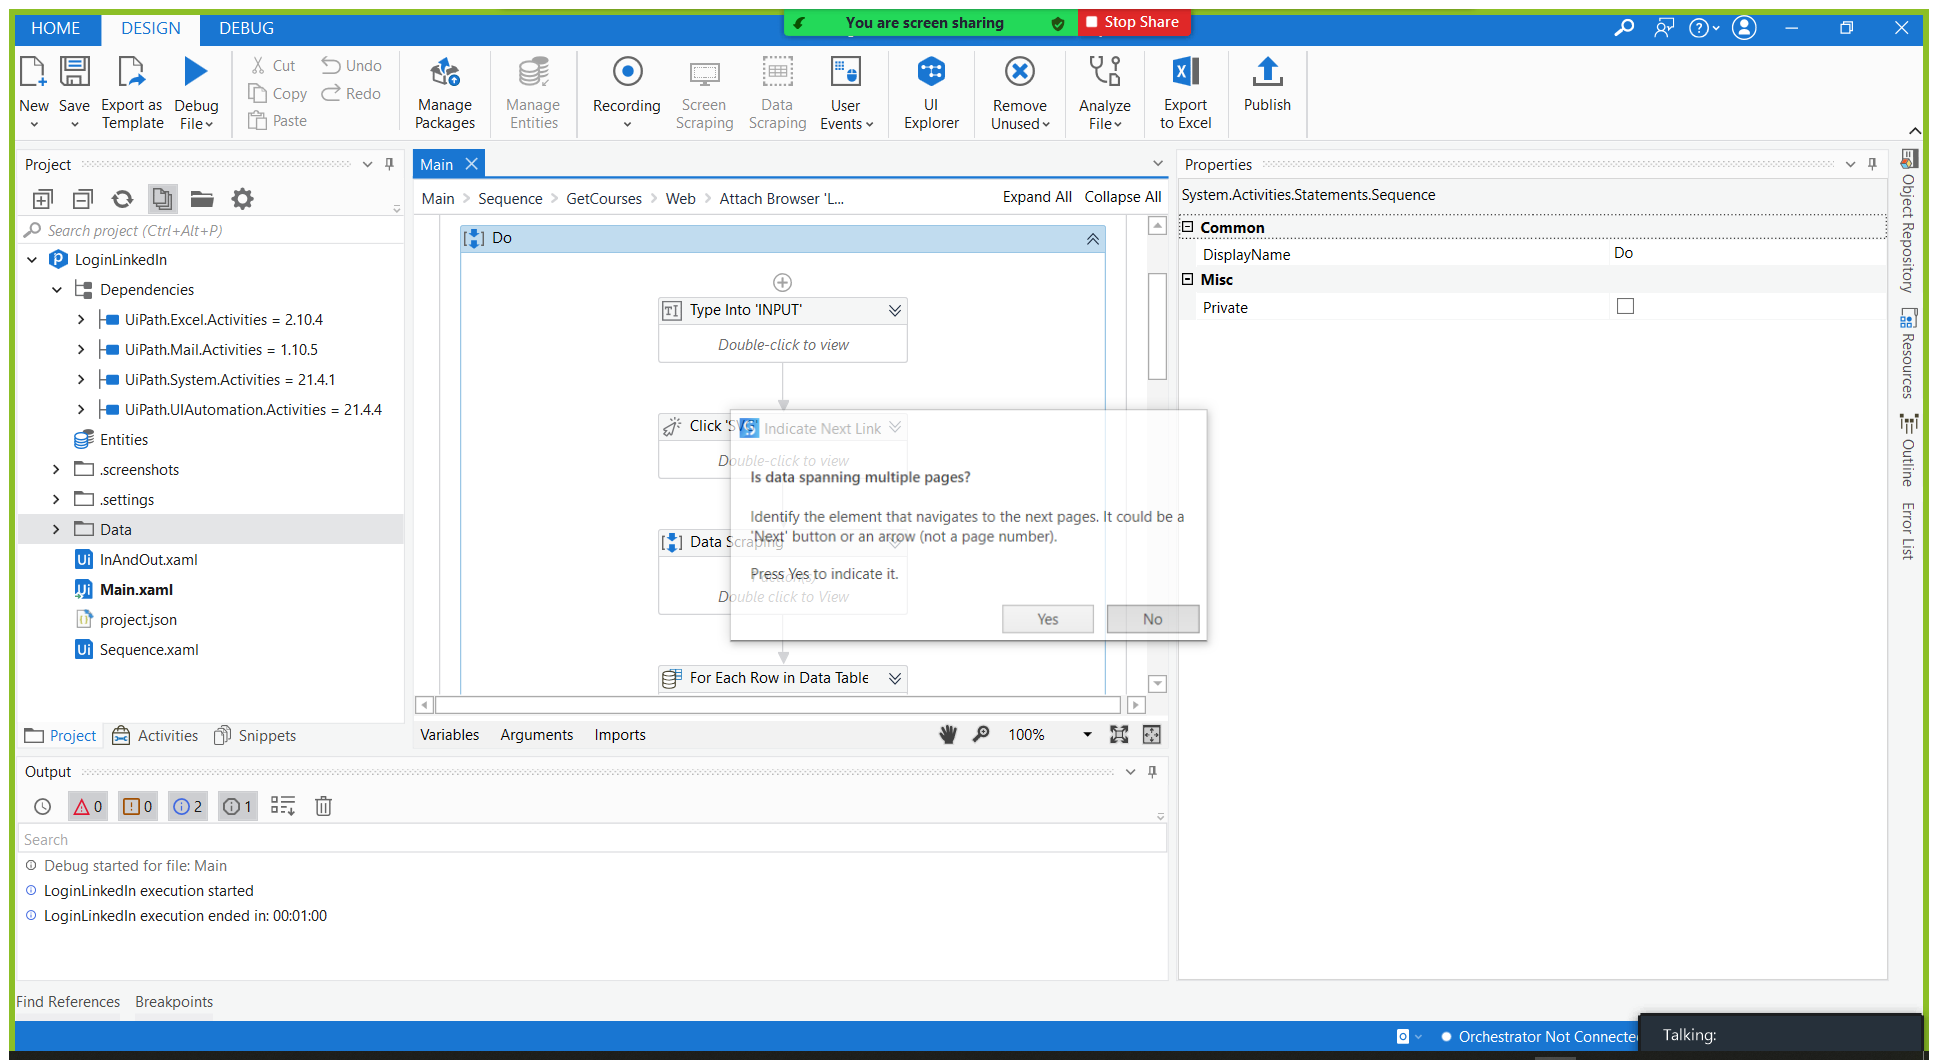 You are screen sharing
Stop Share
HOME
DESIGN
DEBUG
New
Save
Export as
Template
Debug
File
Cut
Copy
Paste
Undo
Redo
Manage
Packages
Manage
Entities
Recording
Screen
Scraping
Data
Scraping
User
Events
UI
Explorer
Remove
Unused
Analyze
File
Export
to Excel
Publish
Project
Search project (Ctrl+Alt+P)
LoginLinkedIn
Dependencies
UiPath.Excel.Activities = 2.10.4
UiPath.Mail.Activities = 1.10.5
UiPath.System.Activities = 21.4.1
UiPath.UIAutomation.Activities = 21.4.4
Entities
.screenshots
.settings
Data
InAndOut.xaml
Main.xaml
project.json
Sequence.xaml
Project
Activities
Snippets
Main
Main
Sequence
GetCourses
Web
Attach Browser 'L...
Expand All
Collapse All
Do
Type Into 'INPUT'
Double-click to view
Click
Double-click to view
Data Scraping
Double click to View
For Each Row in Data Table
Indicate Next Link
Is data spanning multiple pages?
Identify the element that navigates to the next pages. It could be a
'Next' button or an arrow (not a page number).
Press Yes to indicate it.
Yes
No
Variables
Arguments
Imports
100%
Properties
System.Activities.Statements.Sequence
Common
DisplayName
Do
Misc
Private
Object Repository
Resources
Outline
Error List
Output
0
0
2
1
Search
Debug started for file: Main
LoginLinkedIn execution started
LoginLinkedIn execution ended in: 00:01:00
Find References
Breakpoints
Orchestrator Not Connecte
Talking: